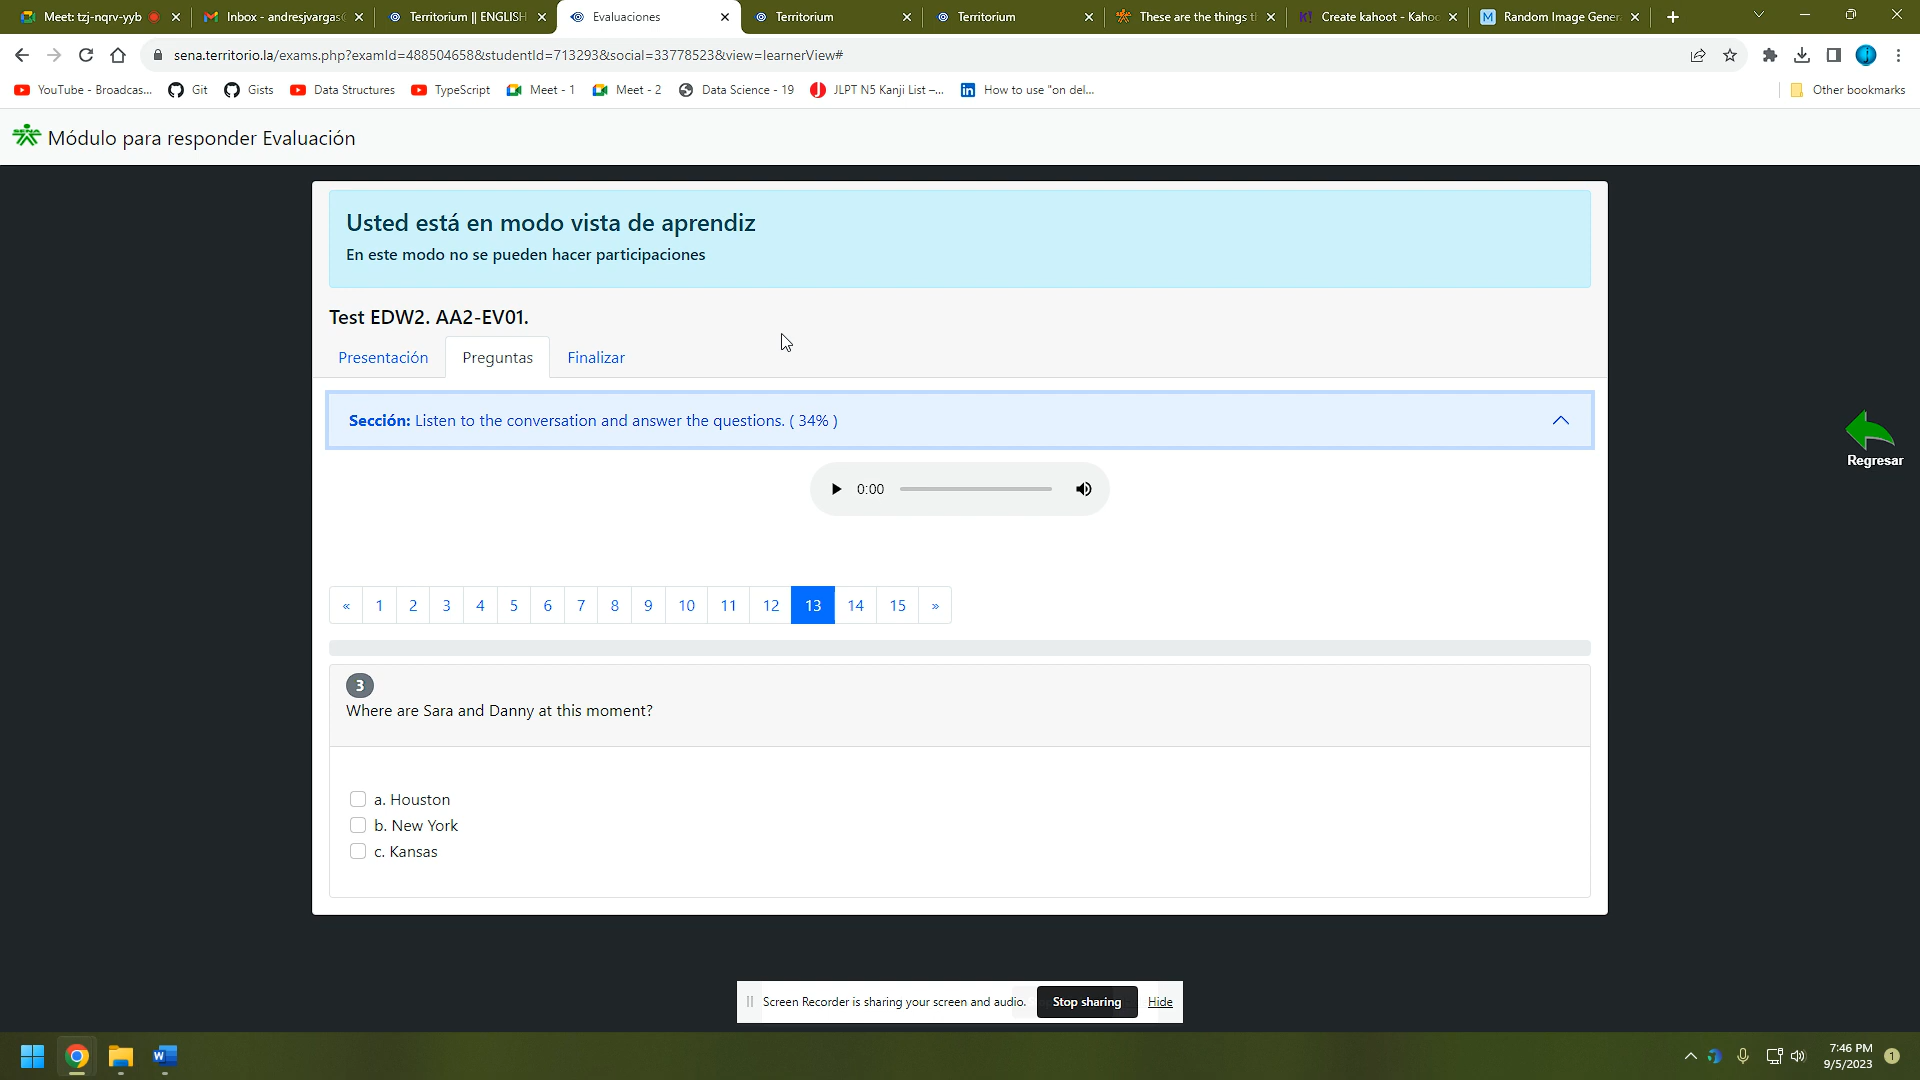 Meet: tzj-nqrv-yyb
Inbox - andresjvargas
Territorium || ENGLISH
Evaluaciones
Territorium
Territorium
These are the things t
Create kahoot - Kahoo
Random Image Gener
sena.territorio.la/exams.php?examId=488504658&studentId=713293&social=33778523&view=learnerView#
YouTube - Broadcas...
Git
Gists
Data Structures
TypeScript
Meet - 1
Meet - 2
Data Science - 19
JLPT N5 Kanji List –...
How to use "on del...
Other bookmarks
Módulo para responder Evaluación
Usted está en modo vista de aprendiz
En este modo no se pueden hacer participaciones
Test EDW2. AA2-EV01.
Presentación Preguntas Finalizar
Sección: Listen to the conversation and answer the questions. ( 34% )
Regresar
0:00
« 1 2 3 4 5 6 7 8 9 10 11 12 13 14 15 »
3
Where are Sara and Danny at this moment?
a. Houston
b. New York
c. Kansas
Screen Recorder is sharing your screen and audio. Stop sharing Hide
7:46 PM
9/5/2023
1